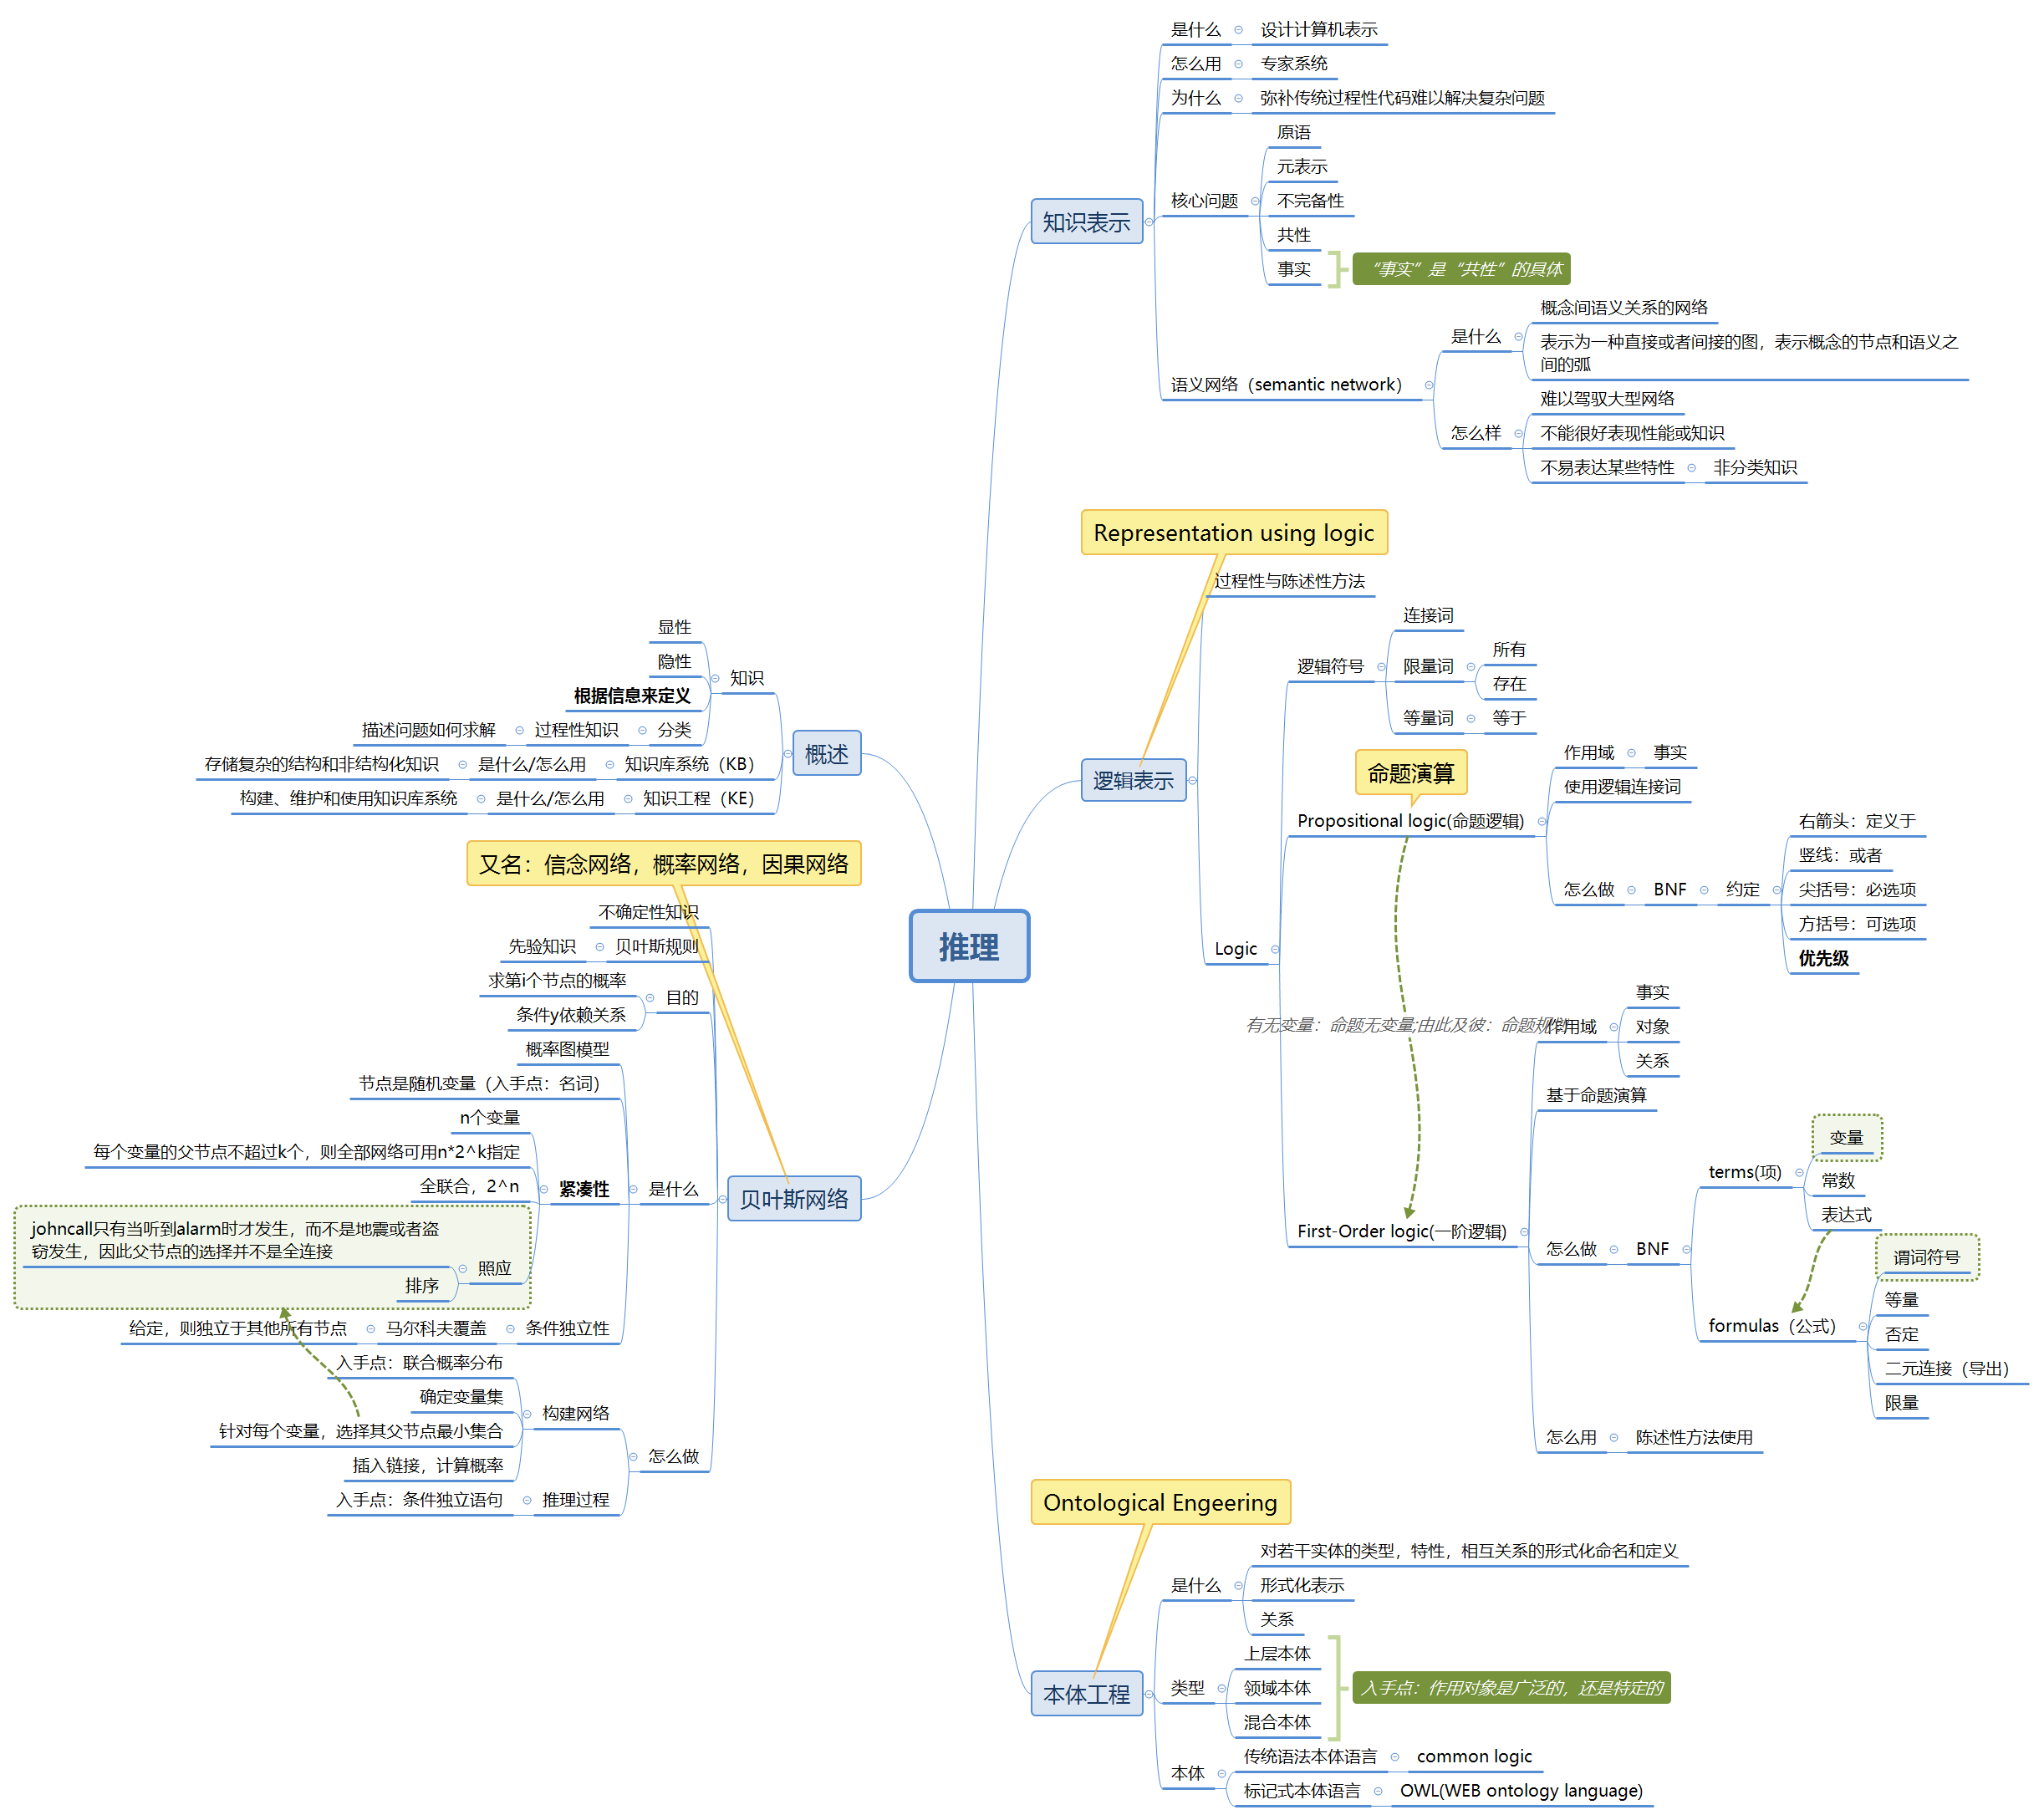 推理
知识表示
是什么
设计计算机表示
怎么用
专家系统
为什么
弥补传统过程性代码难以解决复杂问题
核心问题
原语
元表示
不完备性
共性
事实
“事实”是“共性”的具体
语义网络（semantic network）
是什么
概念间语义关系的网络
表示为一种直接或者间接的图，表示概念的节点和语义之
间的弧
怎么样
难以驾驭大型网络
不能很好表现性能或知识
不易表达某些特性
非分类知识
Representation using logic
逻辑表示
过程性与陈述性方法
Logic
逻辑符号
连接词
限量词
所有
存在
等量词
等于
命题演算
Propositional logic(命题逻辑)
作用域
事实
使用逻辑连接词
怎么做
BNF
约定
右箭头：定义于
竖线：或者
尖括号：必选项
方括号：可选项
优先级
有无变量：命题无变量;由此及彼：命题规
First-Order logic(一阶逻辑)
作用域
事实
对象
关系
基于命题演算
怎么做
BNF
terms(项)
变量
常数
表达式
formulas（公式）
谓词符号
等量
否定
二元连接（导出）
限量
怎么用
陈述性方法使用
Ontological Engeering
本体工程
是什么
对若干实体的类型，特性，相互关系的形式化命名和定义
形式化表示
关系
类型
上层本体
领域本体
混合本体
入手点：作用对象是广泛的，还是特定的
本体
传统语法本体语言
common logic
标记式本体语言
OWL(WEB ontology language)
概述
知识
显性
隐性
根据信息来定义
分类
过程性知识
描述问题如何求解
知识库系统（KB）
是什么/怎么用
存储复杂的结构和非结构化知识
知识工程（KE）
是什么/怎么用
构建、维护和使用知识库系统
又名：信念网络，概率网络，因果网络
贝叶斯网络
不确定性知识
贝叶斯规则
先验知识
目的
求第i个节点的概率
条件y依赖关系
是什么
概率图模型
节点是随机变量（入手点：名词）
紧凑性
n个变量
每个变量的父节点不超过k个，则全部网络可用n*2^k指定
全联合，2^n
照应
johncall只有当听到alarm时才发生，而不是地震或者盗
窃发生，因此父节点的选择并不是全连接
排序
条件独立性
马尔科夫覆盖
给定，则独立于其他所有节点
怎么做
构建网络
入手点：联合概率分布
确定变量集
针对每个变量，选择其父节点最小集合
插入链接，计算概率
推理过程
入手点：条件独立语句